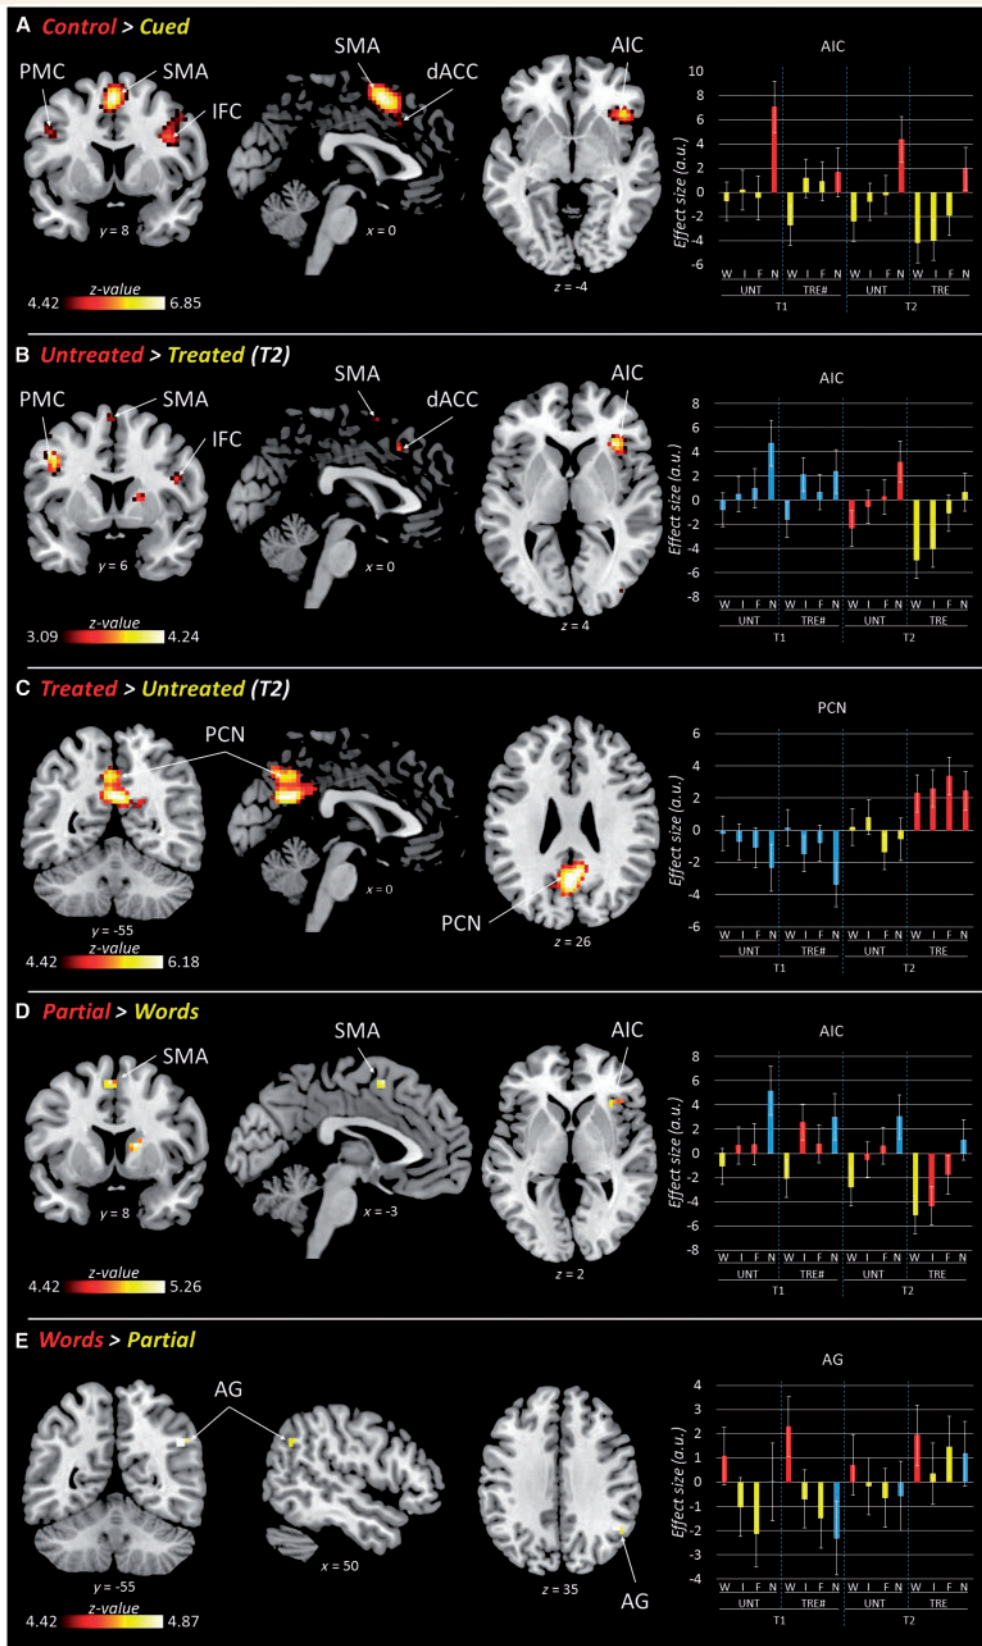 A Control > Cued
PMC
SMA
IFC
SMA
dACC
AIC
y = 8
x = 0
z = -4
z-value
4.42
6.85
AIC
Effect size (a.u.)
10
8
6
4
2
0
-2
-4
-6
W I F N W I F N W I F N W I F N
UNT TRE# UNT TRE
T1 T2
B Untreated > Treated (T2)
PMC
SMA
IFC
SMA
dACC
AIC
y = 6
x = 0
z = 4
z-value
3.09
4.24
AIC
Effect size (a.u.)
8
6
4
2
0
-2
-4
-6
-8
W I F N W I F N W I F N W I F N
UNT TRE# UNT TRE
T1 T2
C Treated > Untreated (T2)
PCN
PCN
y = -55
x = 0
z = 26
z-value
4.42
6.18
PCN
Effect size (a.u.)
6
4
2
0
-2
-4
-6
W I F N W I F N W I F N W I F N
UNT TRE# UNT TRE
T1 T2
D Partial > Words
SMA
SMA
AIC
y = 8
x = -3
z = 2
z-value
4.42
5.26
AIC
Effect size (a.u.)
8
6
4
2
0
-2
-4
-6
-8
W I F N W I F N W I F N W I F N
UNT TRE# UNT TRE
T1 T2
E Words > Partial
AG
AG
y = -55
x = 50
z = 35
z-value
4.42
4.87
AG
Effect size (a.u.)
4
3
2
1
0
-1
-2
-3
-4
W I F N W I F N W I F N W I F N
UNT TRE# UNT TRE
T1 T2